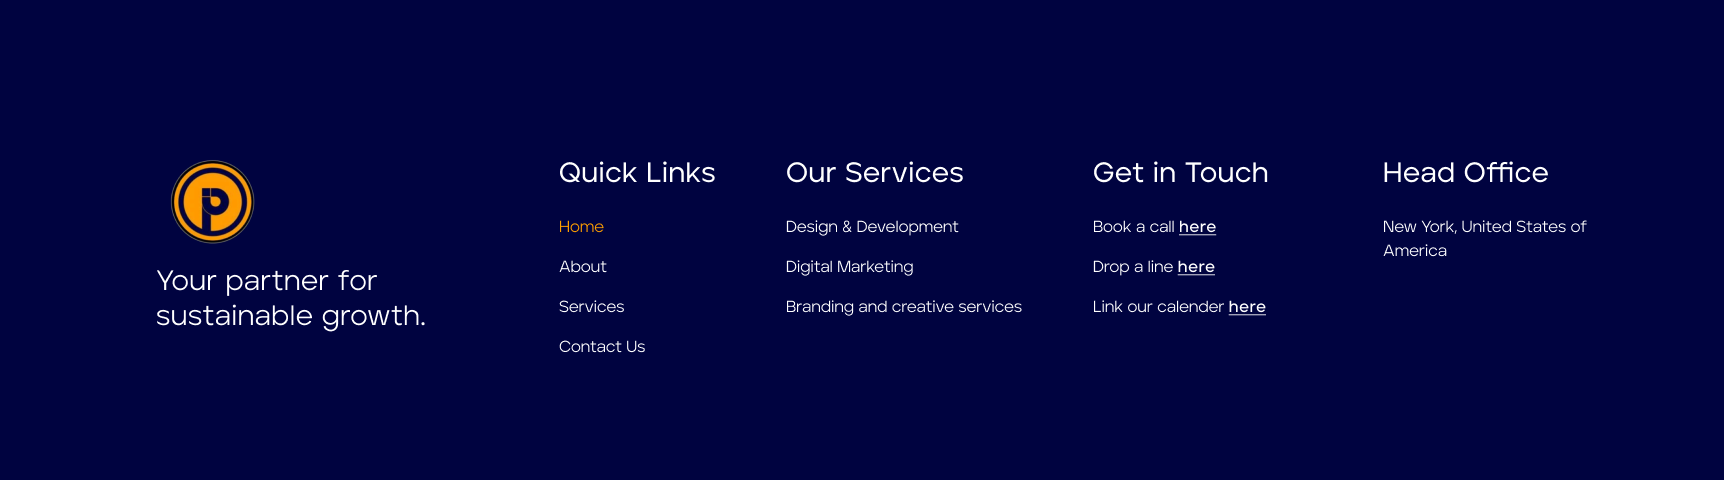 Your partner for
sustainable growth.
Quick Links
Home
About
Services
Contact Us
Our Services
Design & Development
Digital Marketing
Branding and creative services
Get in Touch
Book a call here
Drop a line here
Link our calender here
Head Office
New York, United States of
America